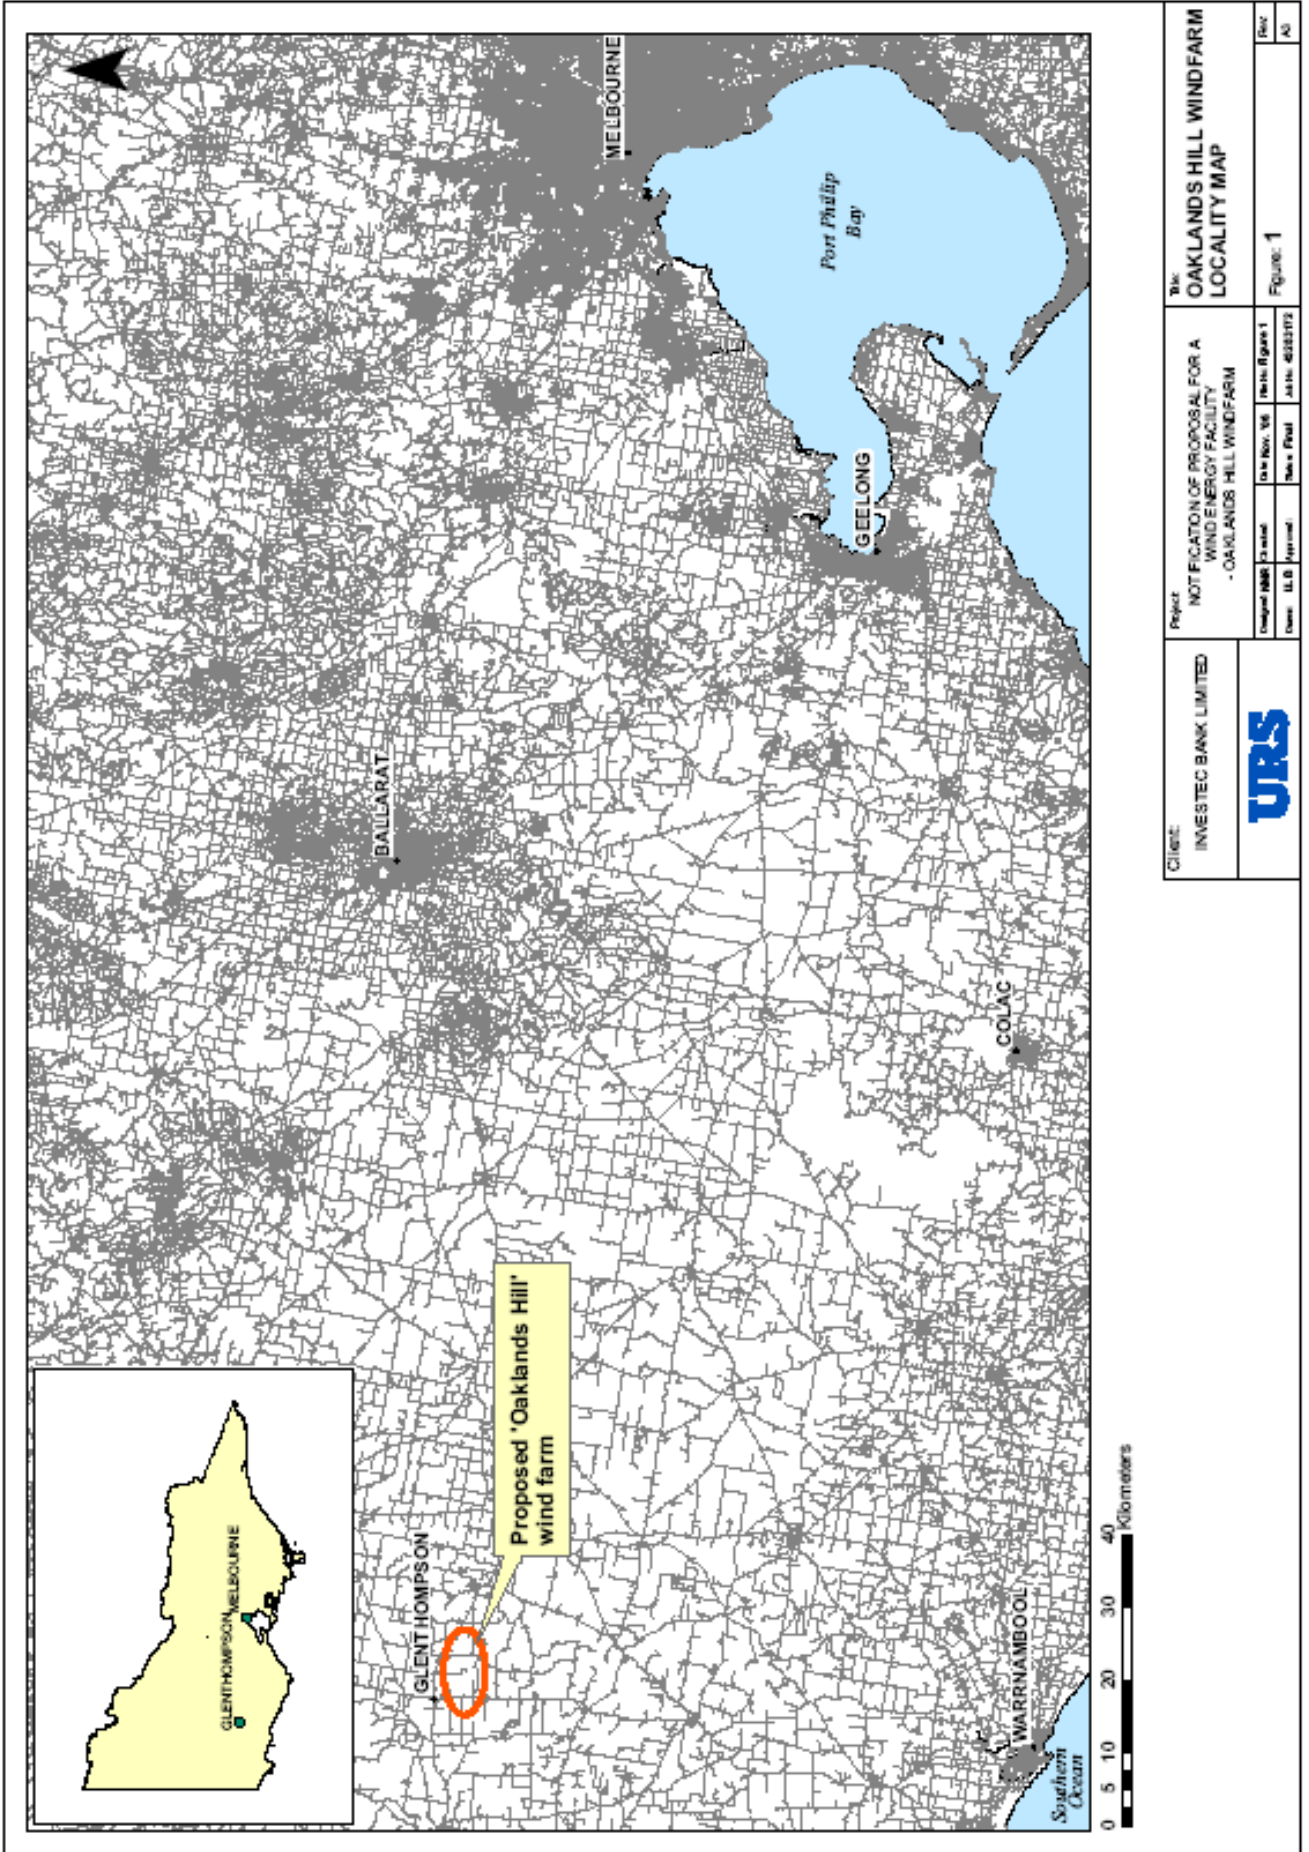 GLENTHOMPSON
MELBOURNE
MELBOURNE
BALLARAT
GLENTHOMPSON
Proposed 'Oaklands Hill'
wind farm
Port Phillip
Bay
GEELONG
COLAC
WARRNAMBOOL
Southern
Ocean
0 5 10 20 30 40
Kilometers
Client:
INVESTEC BANK LIMITED
URS
Project:
NOTIFICATION OF PROPOSAL FOR A
WIND ENERGY FACILITY
- OAKLANDS HILL WINDFARM
Title:
OAKLANDS HILL WINDFARM
LOCALITY MAP
Figure: 1
Rev:
A3